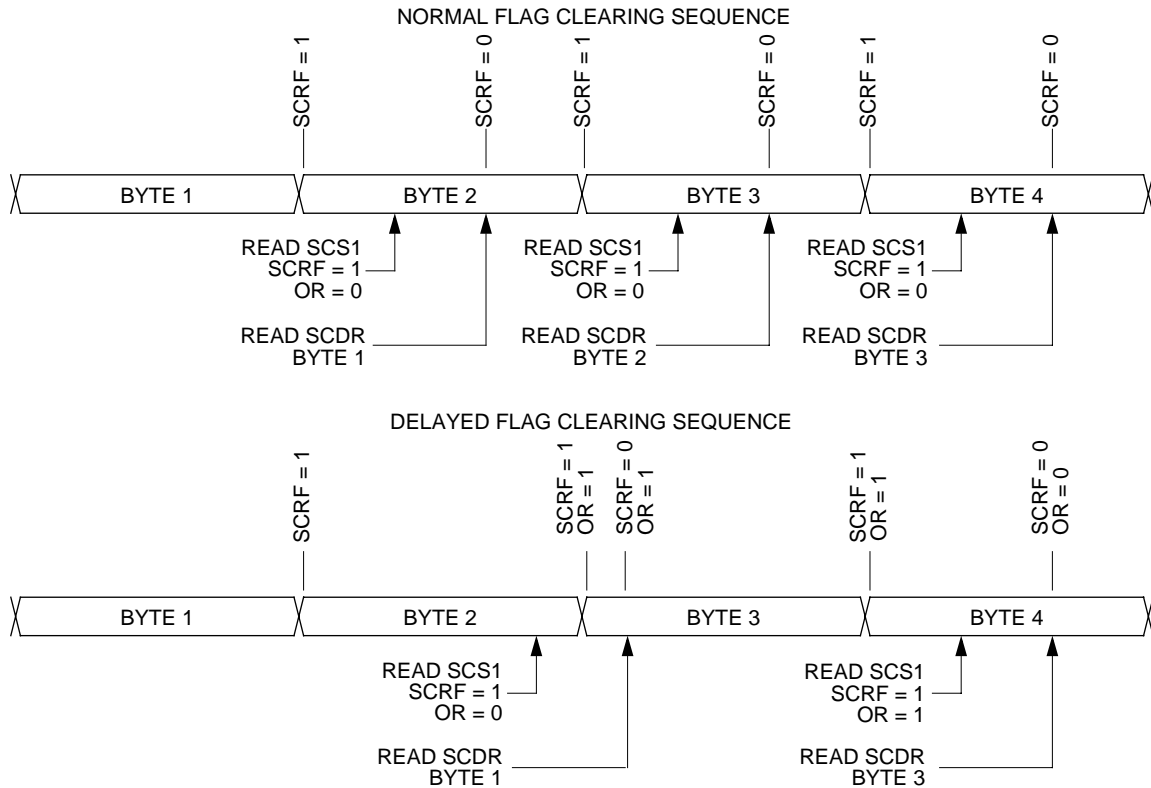 NORMAL FLAG CLEARING SEQUENCE
SCRF = 1
SCRF = 0
SCRF = 1
SCRF = 0
SCRF = 1
SCRF = 0
BYTE 1
BYTE 2
BYTE 3
BYTE 4
READ SCS1
SCRF = 1
OR = 0
READ SCS1
SCRF = 1
OR = 0
READ SCS1
SCRF = 1
OR = 0
READ SCDR
BYTE 1
READ SCDR
BYTE 2
READ SCDR
BYTE 3
DELAYED FLAG CLEARING SEQUENCE
SCRF = 1
SCRF = 1
OR = 1
SCRF = 0
OR = 1
SCRF = 1
OR = 1
SCRF = 0
OR = 0
BYTE 1
BYTE 2
BYTE 3
BYTE 4
READ SCS1
SCRF = 1
OR = 0
READ SCS1
SCRF = 1
OR = 1
READ SCDR
BYTE 1
READ SCDR
BYTE 3